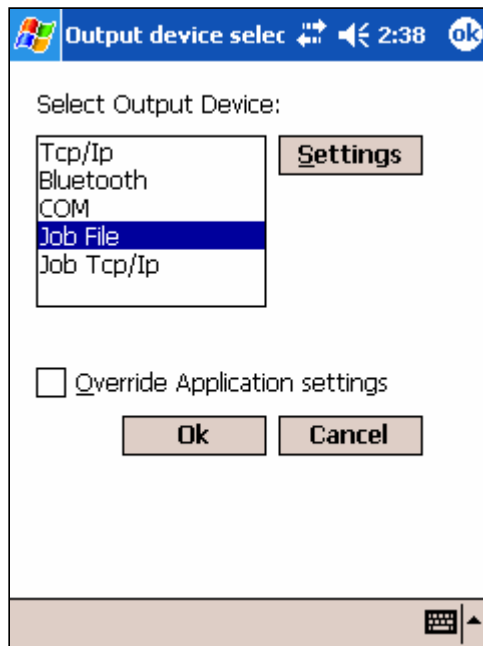 Output device selec 2:38 ok
Select Output Device:
Tcp/Ip
Settings
Bluetooth
COM
Job File
Job Tcp/Ip
Override Application settings
Ok Cancel